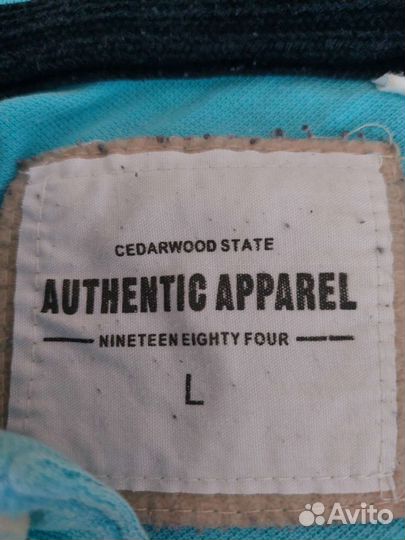 CEDARWOOD STATE
AUTHENTIC APPAREL
NINETEEN EIGHTY FOUR
L
Avito